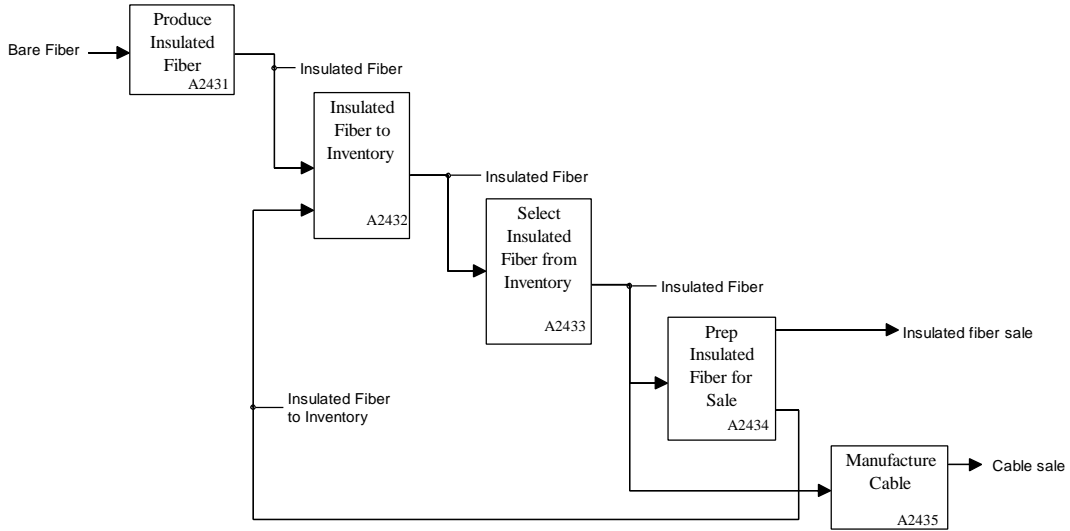 Bare Fiber
Produce
Insulated
Fiber
A2431
Insulated Fiber
Insulated
Fiber to
Inventory
A2432
Insulated Fiber
Select
Insulated
Fiber from
Inventory
A2433
Insulated Fiber
Prep
Insulated
Fiber for
Sale
A2434
Insulated fiber sale
Insulated Fiber
to Inventory
Manufacture
Cable
A2435
Cable sale